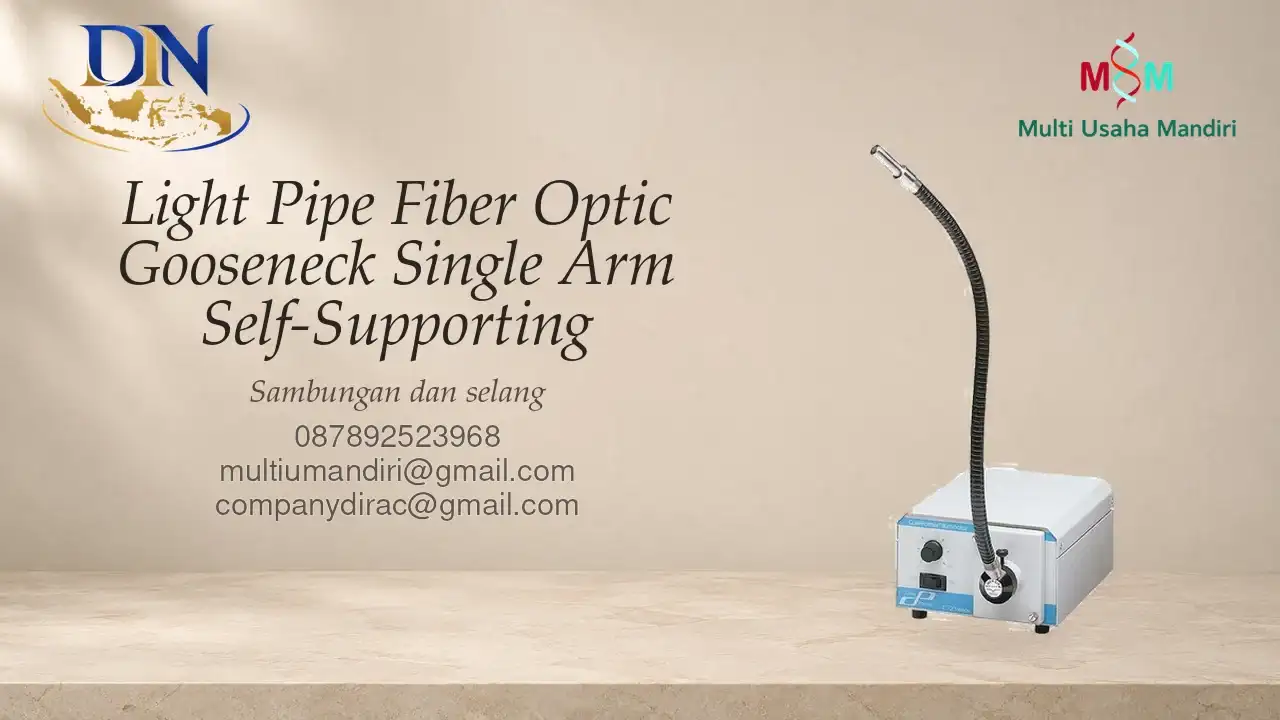 DIN
MSM
Multi Usaha Mandiri
Light Pipe Fiber Optic
Gooseneck Single Arm
Self-Supporting
Sambungan dan selang
087892523968
multiumandiri@gmail.com
companydirac@gmail.com